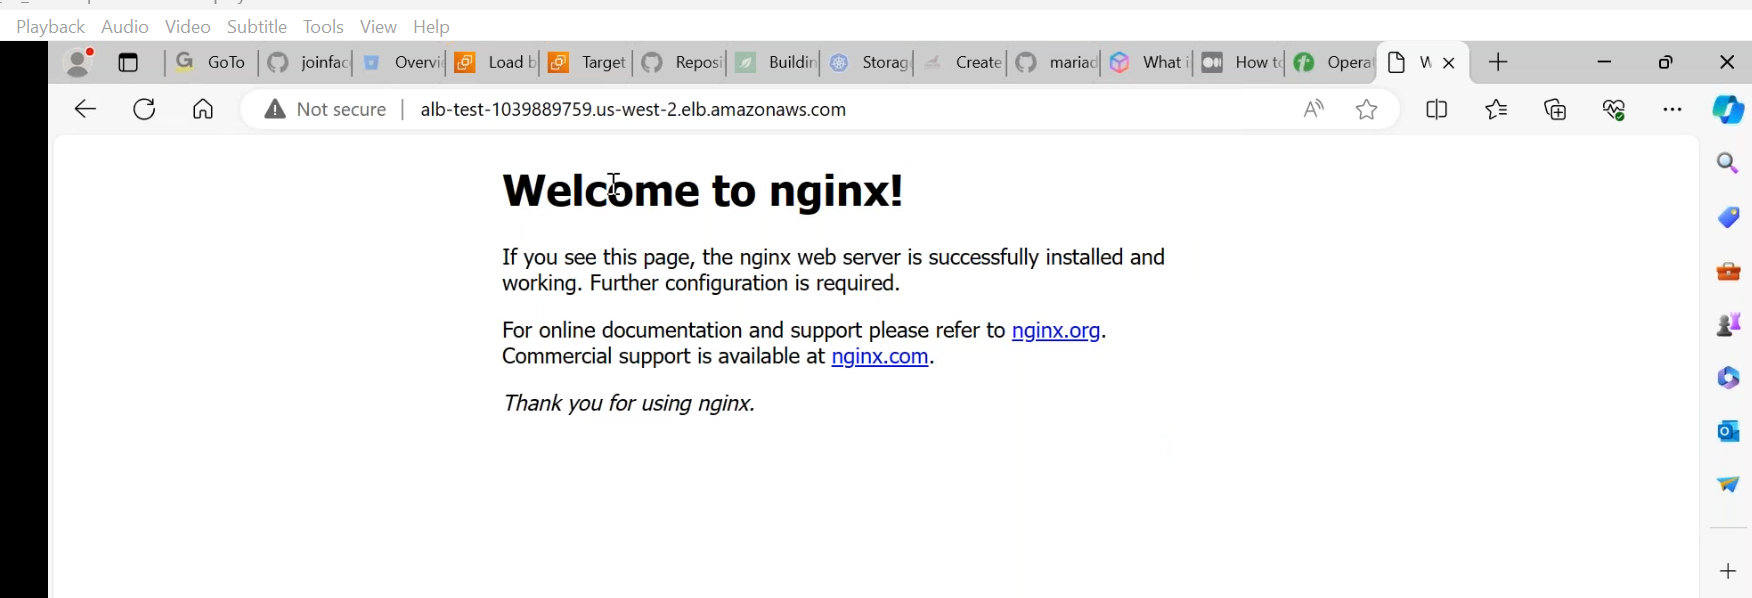 Playback Audio Video Subtitle Tools View Help
GoTo joinfac Overvi Load b Target Reposi Buildin Storag Create mariad What i How to Opera W
Not secure alb-test-1039889759.us-west-2.elb.amazonaws.com
Welcome to nginx!
If you see this page, the nginx web server is successfully installed and
working. Further configuration is required.
For online documentation and support please refer to nginx.org.
Commercial support is available at nginx.com.
Thank you for using nginx.